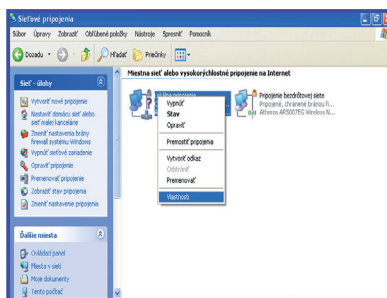 Sieťové pripojenia
Súbor Úpravy Zobraziť Obľúbené položky Nástroje Spresniť Pomocník
Dozadu Hľadať Priečinky
Sieť - úlohy
Vytvoriť nové pripojenie
Nastaviť domácu sieť alebo
sieť malej kancelárie
Zmeniť nastavenia brány
firewall systému Windows
Vypnúť sieťové zariadenie
Opraviť pripojenie
Premenovať pripojenie
Zobraziť stav pripojenia
Zmeniť nastavenie pripojenia
Ďalšie miesta
Ovládací panel
Miesta v sieti
Moje dokumenty
Tento počítač
Miestna sieť alebo vysokorýchlostné pripojenie na Internet
pripojenie
Vypnúť
Stav
Opraviť
Premostiť pripojenia
Vytvoriť odkaz
Odstrániť
Premenovať
Vlastnosti
Pripojenie bezdrôtovej siete
Pripojené, chránené bránou fi...
Atheros AR5007EG Wireless N...